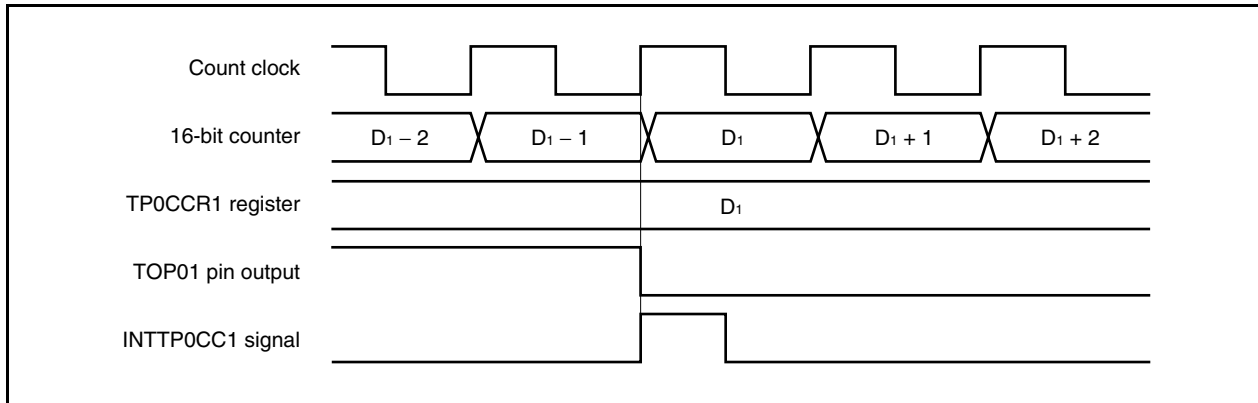 Count clock
16-bit counter
D₁ – 2 D₁ – 1 D₁ D₁ + 1 D₁ + 2
TP0CCR1 register
D₁
TOP01 pin output
INTTP0CC1 signal